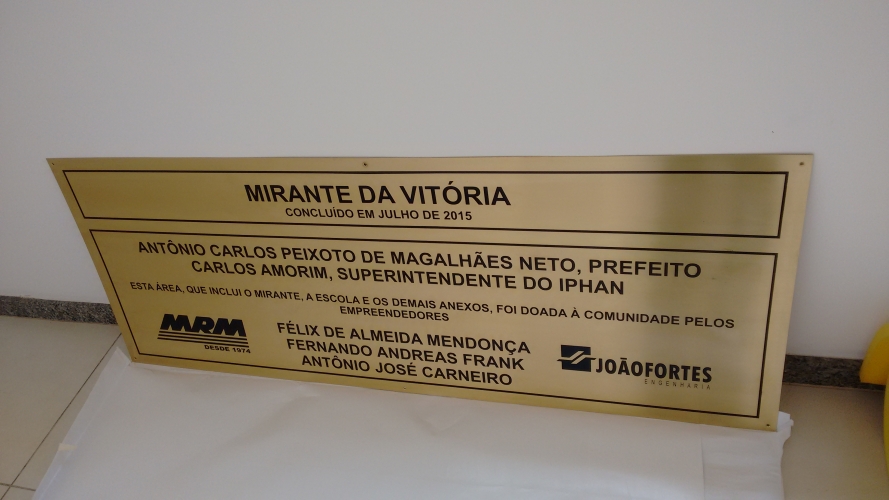 MIRANTE DA VITÓRIA
CONCLUÍDO EM JULHO DE 2015
ANTÔNIO CARLOS PEIXOTO DE MAGALHÃES NETO, PREFEITO
CARLOS AMORIM, SUPERINTENDENTE DO IPHAN
ESTA ÁREA, QUE INCLUI O MIRANTE, A ESCOLA E OS DEMAIS ANEXOS, FOI DOADA À COMUNIDADE PELOS
EMPREENDEDORES
MRM
DESDE 1974
FÉLIX DE ALMEIDA MENDONÇA
FERNANDO ANDREAS FRANK
ANTÔNIO JOSÉ CARNEIRO
JOÃOFORTES
ENGENHARIA